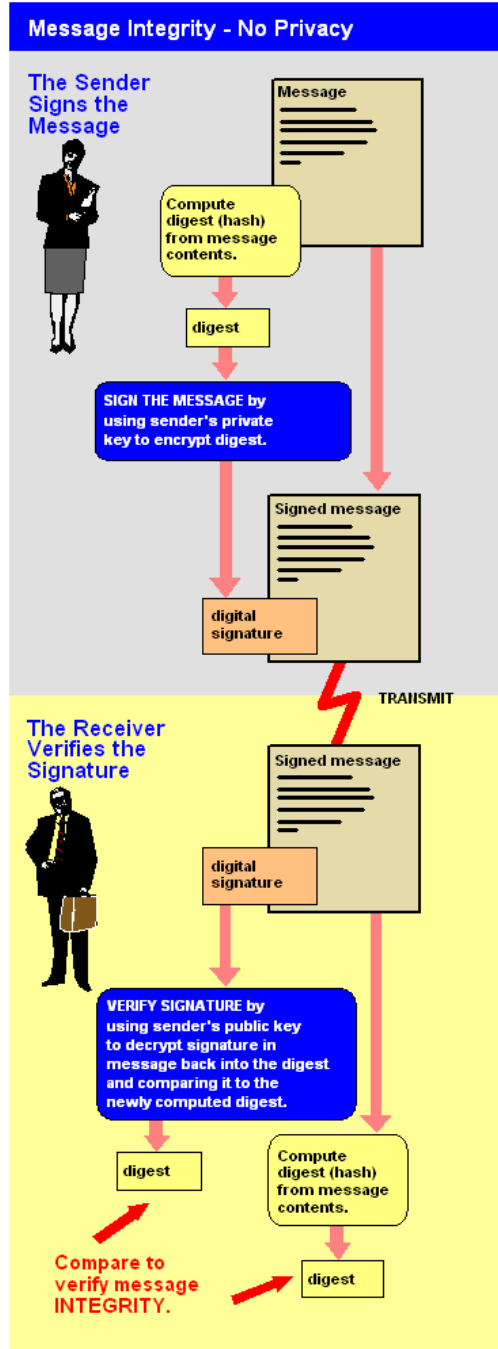 Message Integrity - No Privacy
The Sender
Signs the
Message
Message
Compute
digest (hash)
from message
contents.
digest
SIGN THE MESSAGE by
using sender's private
key to encrypt digest.
Signed message
digital
signature
TRANSMIT
The Receiver
Verifies the
Signature
Signed message
digital
signature
VERIFY SIGNATURE by
using sender's public key
to decrypt signature in
message back into the digest
and comparing it to the
newly computed digest.
digest
Compute
digest (hash)
from message
contents.
Compare to
verify message
INTEGRITY.
digest